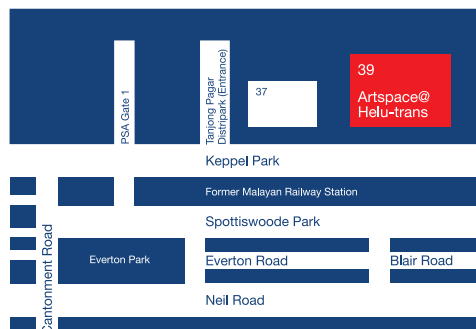 PSA Gate 1
Tanjong Pagar
Distripark (Entrance)
37
39
Artspace@
Helu-trans
Keppel Park
Former Malayan Railway Station
Spottiswoode Park
Cantonment Road
Everton Park
Everton Road
Blair Road
Neil Road